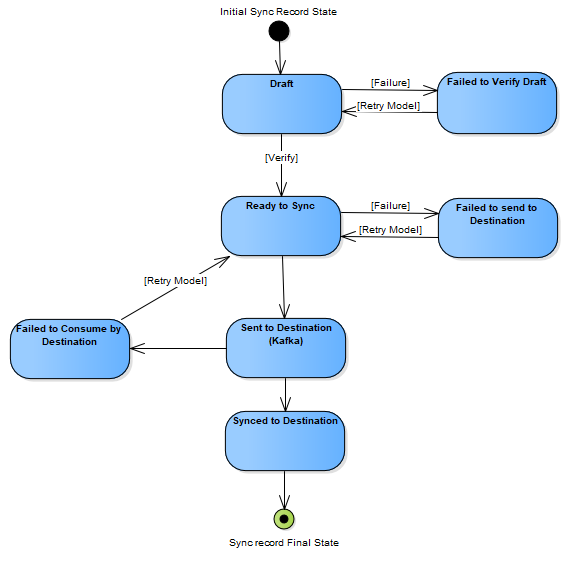 Initial Sync Record State
Draft
[Failure]
Failed to Verify Draft
[Retry Model]
[Verify]
Ready to Sync
[Failure]
Failed to send to
Destination
[Retry Model]
[Retry Model]
Failed to Consume by
Destination
Sent to Destination
(Kafka)
Synced to Destination
Sync record Final State